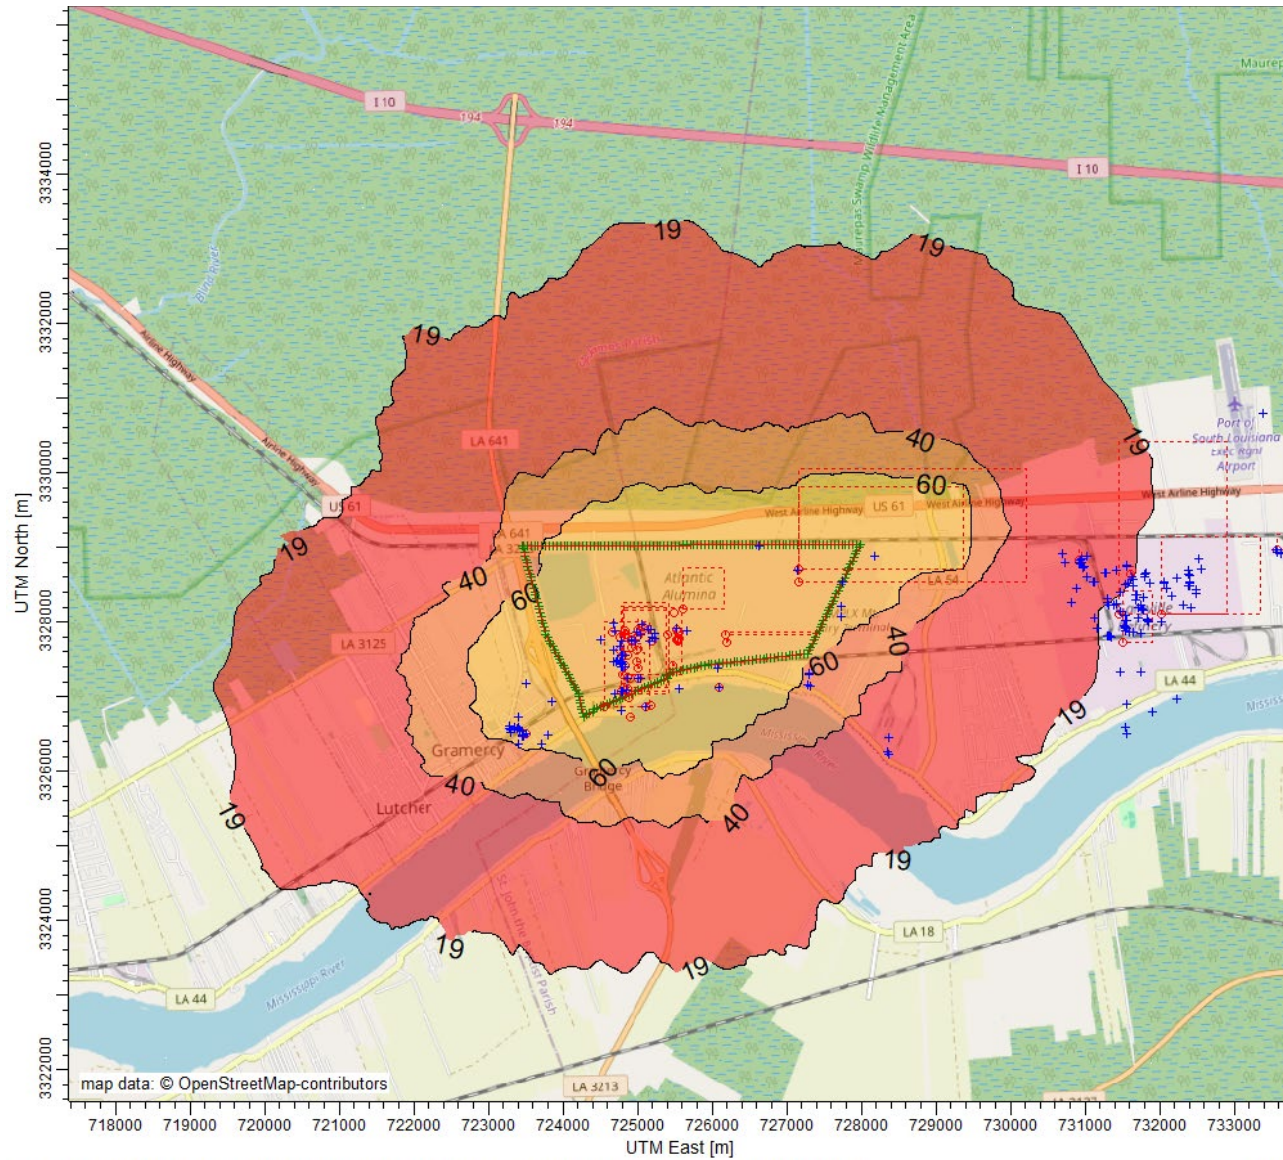 Maurepas Swamp Wildlife Management Area
Maurepas
I 10
194
194
I 10
3334000
Blind River
19
19
3332000
19
Airline Highway
LA 641
40
19
Port of
South Louisiana
Exec Rgnl
Airport
3330000
Airline Highway
60
US 61
West Airline Highway
US 61
West Airline Highway
West Airline Highway
LA 641
19
40
Atlantic
Alumina
LA 54
60
UTM North [m]
3328000
LA 3125
40
60
LA 44
19
Mississippi River
3326000
Gramercy
60
Gramercy
Bridge
40
Lutcher
40
19
19
St. John the Baptist Parish
3324000
19
LA 18
19
LA 44
Mississippi River
3322000
map data: © OpenStreetMap-contributors
LA 3213
718000 719000 720000 721000 722000 723000 724000 725000 726000 727000 728000 729000 730000 731000 732000 733000
UTM East [m]